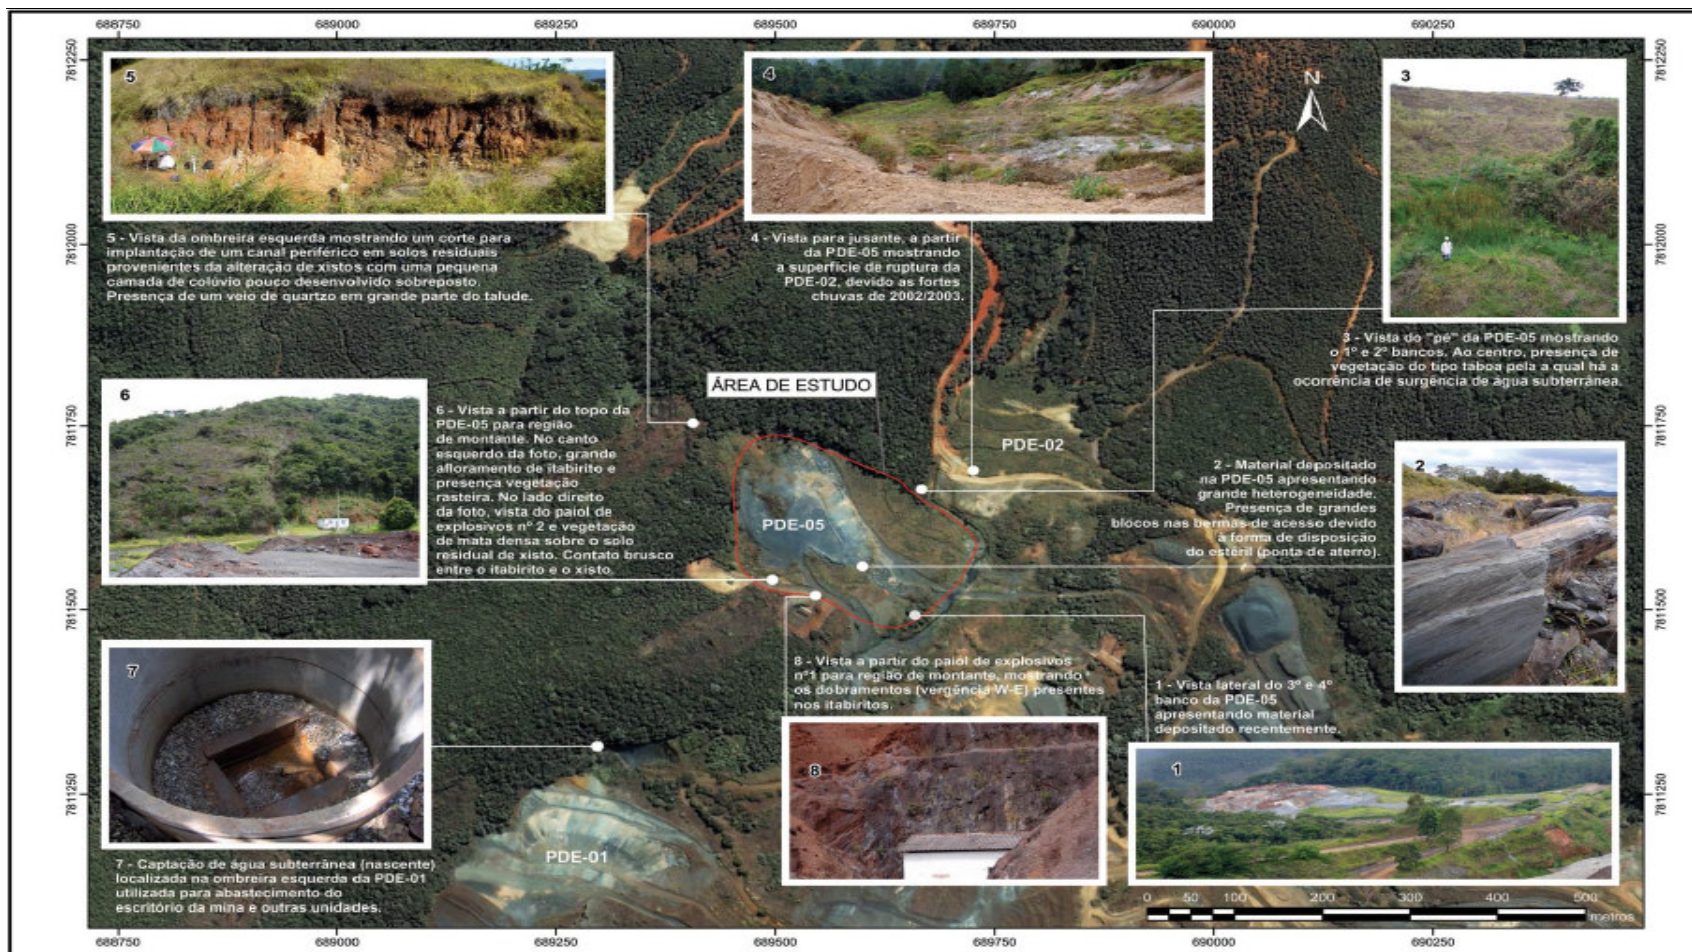 688750 689000 689250 689500 689750 690000 690250
7812250
7812000
7811750
7811500
7811250
7812250
7812000
7811750
7811500
7811250
N
5
5 - Vista da ombreira esquerda mostrando um corte para
implantação de um canal periférico em solos residuais
provenientes da alteração de xistos com uma pequena
camada de colúvio pouco desenvolvido sobreposto.
Presença de um veio de quartzo em grande parte do talude.
4
4 - Vista para jusante, a partir
da PDE-05 mostrando
a superfície de ruptura da
PDE-02, devido as fortes
chuvas de 2002/2003.
3
3 - Vista do "pé" da PDE-05 mostrando
o 1º e 2º bancos. Ao centro, presença de
vegetação do tipo taboa pela a qual há a
ocorrência de surgência de água subterrânea.
ÁREA DE ESTUDO
6
6 - Vista a partir do topo da
PDE-05 para região
de montante. No canto
esquerdo da foto, grande
afloramento de itabirito e
presença vegetação
rasteira. No lado direito
da foto, vista do paiol de
explosivos nº 2 e vegetação
de mata densa sobre o solo
residual de xisto. Contato brusco
entre o itabirito e o xisto.
PDE-02
PDE-05
2
2 - Material depositado
na PDE-05 apresentando
grande heterogeneidade.
Presença de grandes
blocos nas bermas de acesso devido
à forma de disposição
do estéril (ponta de aterro).
7
7 - Captação de água subterrânea (nascente)
localizada na ombreira esquerda da PDE-01
utilizada para abastecimento do
escritório da mina e outras unidades.
PDE-01
8 - Vista a partir do paiol de explosivos
nº1 para região de montante, mostrando
os dobramentos (vergência W-E) presentes
nos itabiritos.
8
1 - Vista lateral do 3º e 4º
banco da PDE-05
apresentando material
depositado recentemente.
1
0 50 100 200 300 400 500
metros
688750 689000 689250 689500 689750 690000 690250